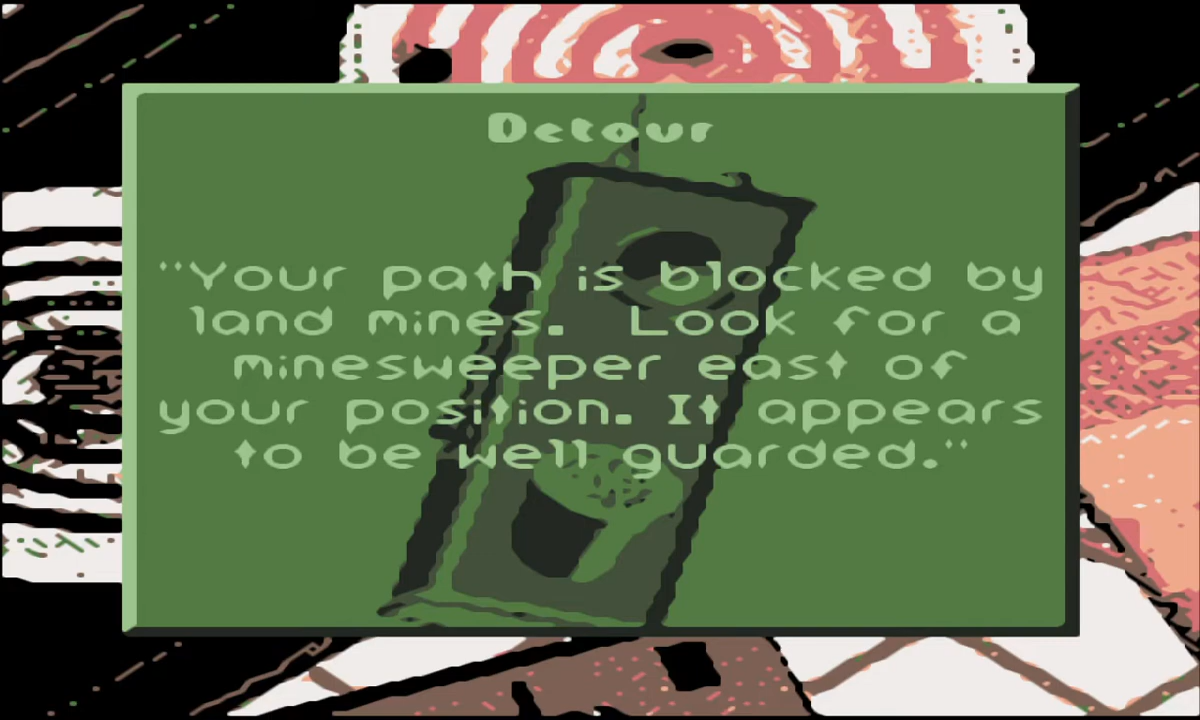 Detour
"Your path is blocked by
land mines.  Look for a
minesweeper east of
your position. It appears
to be well guarded."